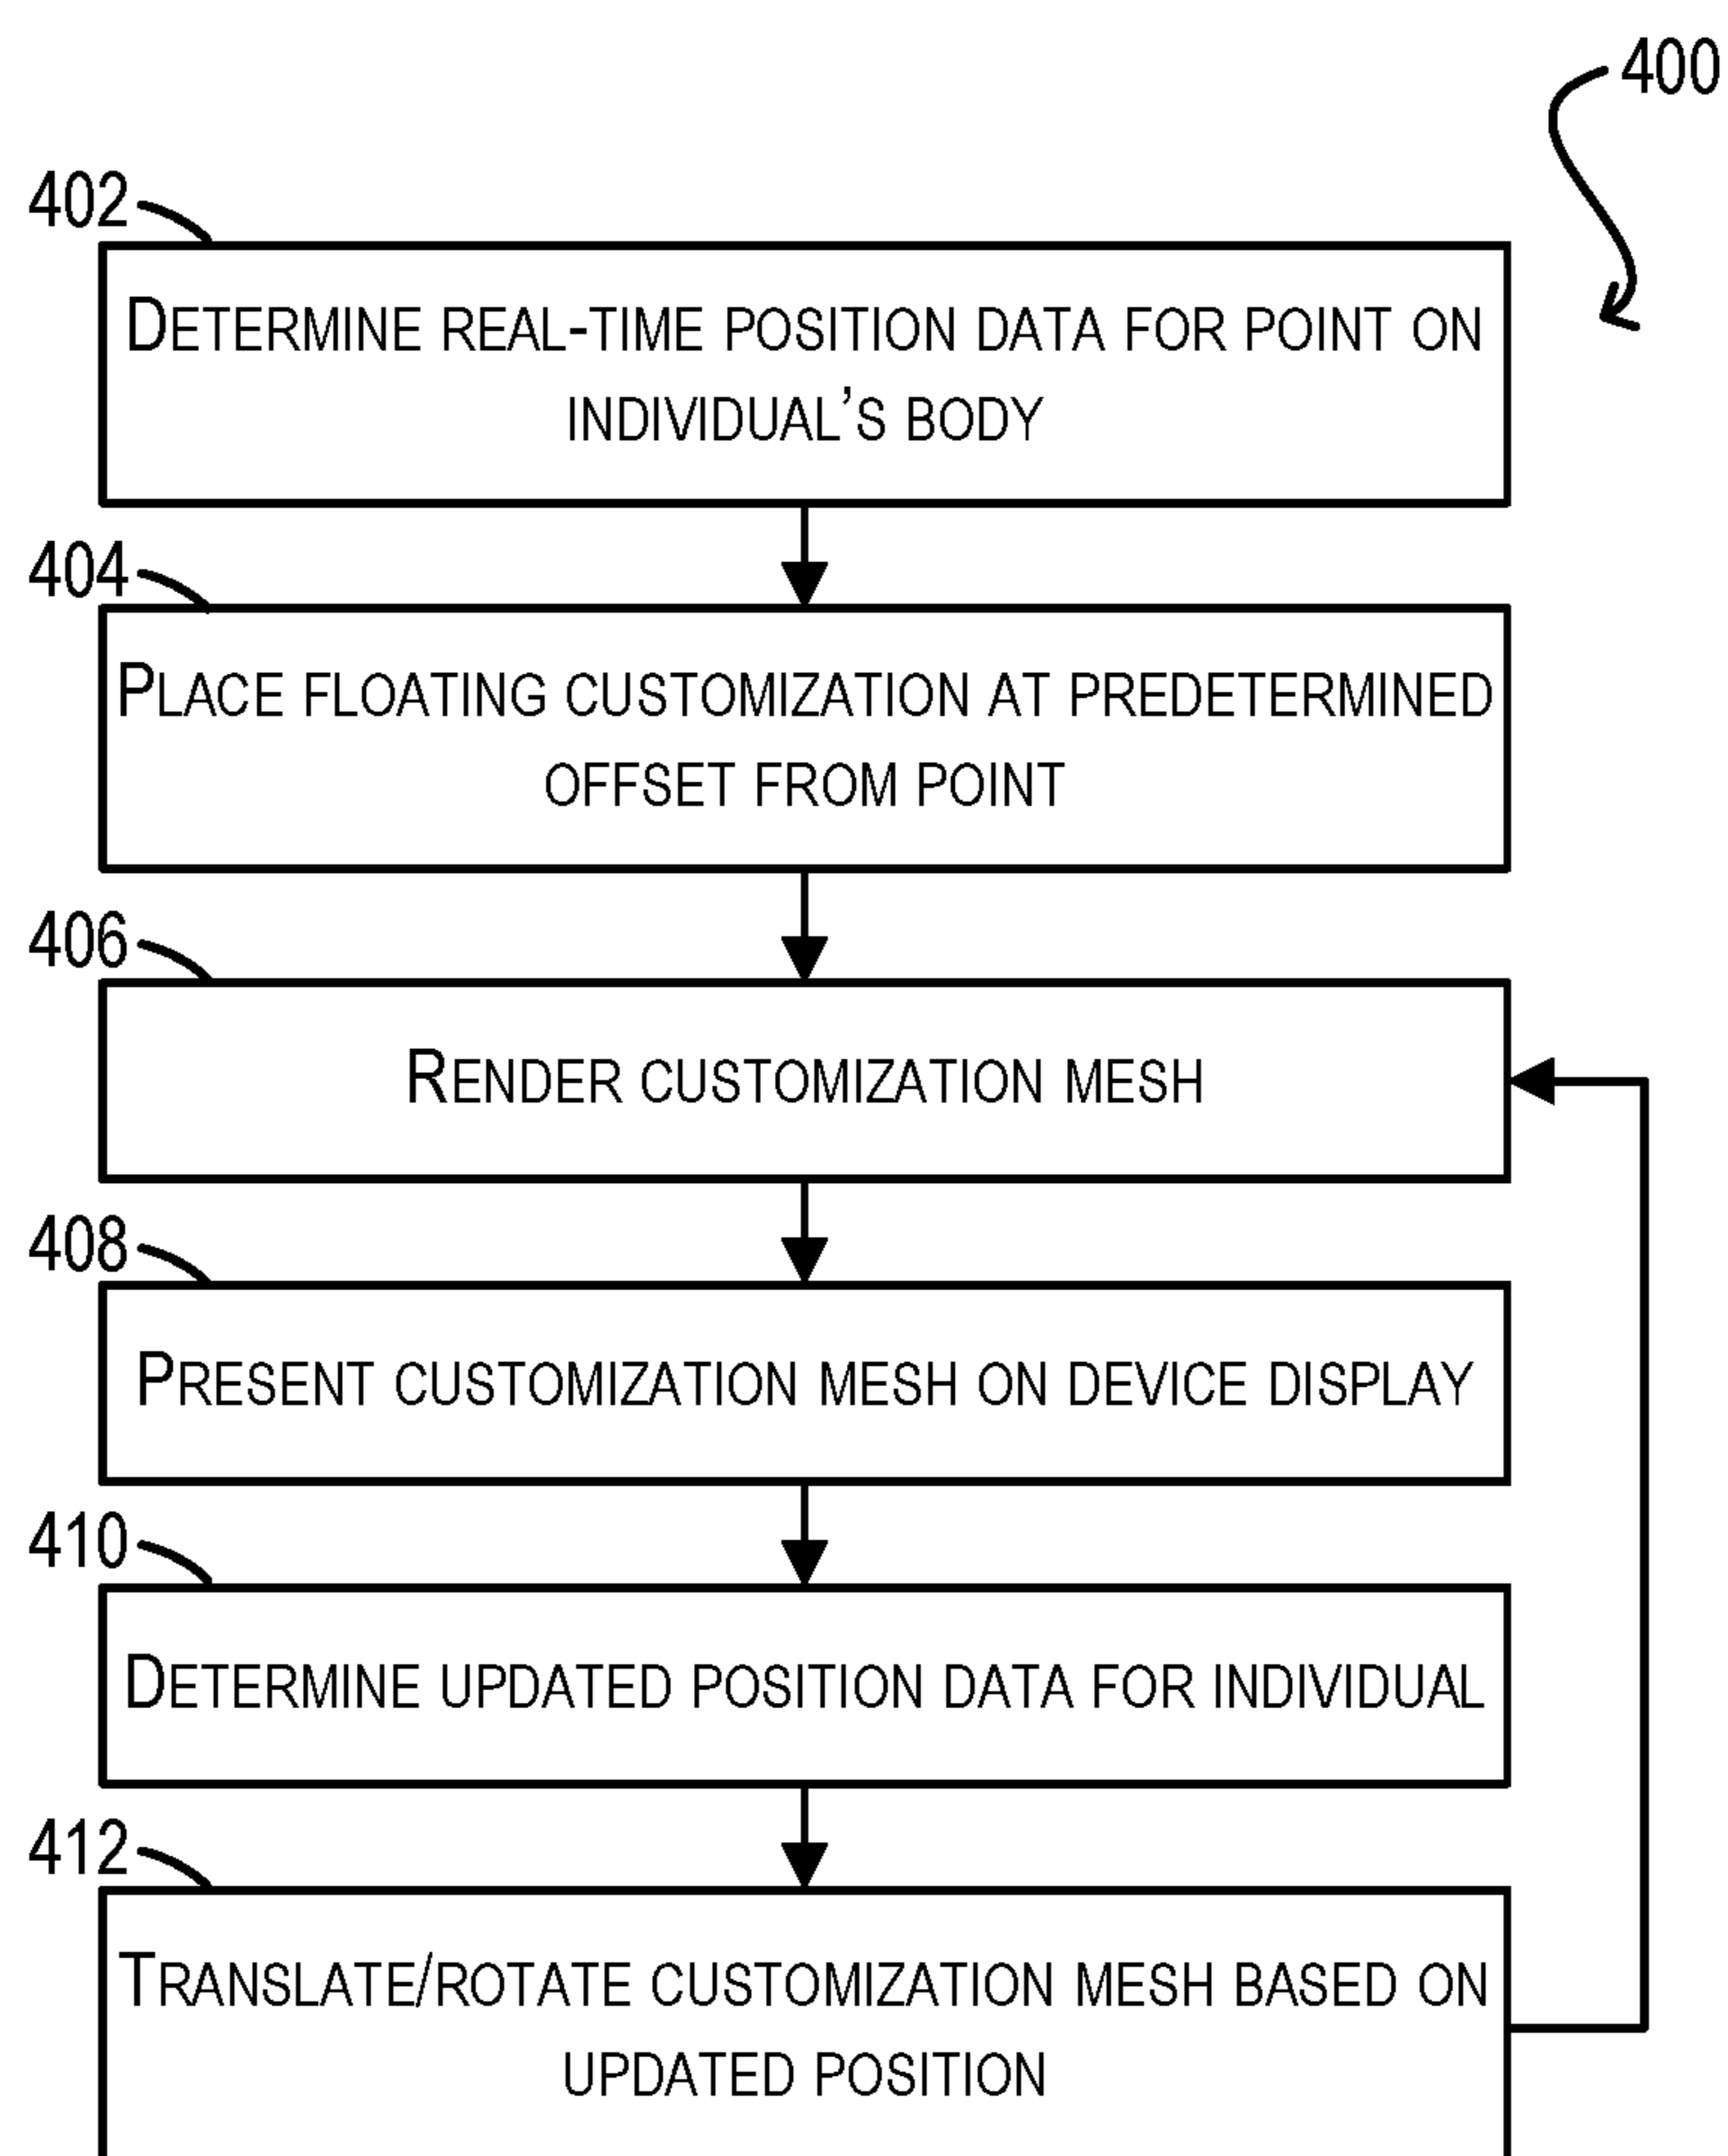 400
402
DETERMINE REAL-TIME POSITION DATA FOR POINT ON
INDIVIDUAL'S BODY
404
PLACE FLOATING CUSTOMIZATION AT PREDETERMINED
OFFSET FROM POINT
406
RENDER CUSTOMIZATION MESH
408
PRESENT CUSTOMIZATION MESH ON DEVICE DISPLAY
410
DETERMINE UPDATED POSITION DATA FOR INDIVIDUAL
412
TRANSLATE/ROTATE CUSTOMIZATION MESH BASED ON
UPDATED POSITION